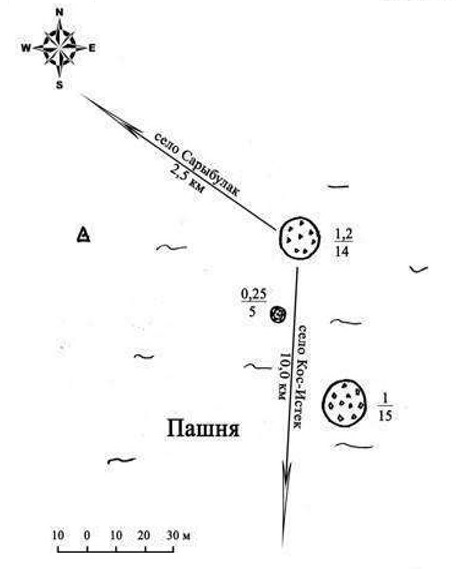 N
W E
S
село Сарыбулак
2,5 км
1,2
14
0,25
5
село Кос-Истек
10,0 км
1
15
Пашня
10 0 10 20 30 м